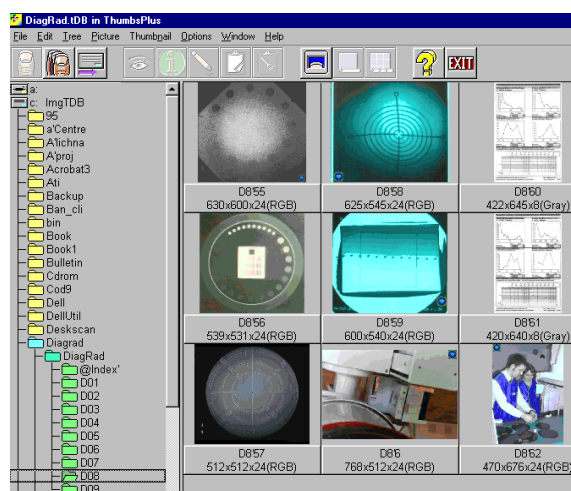 DiagRad.tDB in ThumbsPlus
File Edit Tree Picture Thumbnail Options Window Help
EXIT
a:
c: ImgTDB
95
a'Centre
A'lichna
A'proj
Acrobat3
Ati
Backup
Ban_cli
bin
Book
Book1
Bulletin
Cdrom
Cod9
Dell
DellUtil
Deskscan
Diagrad
DiagRad
@Index'
D01
D02
D03
D04
D05
D06
D07
D08
D09
D8'55
630x600x24(RGB)
D8'58
625x545x24(RGB)
D8'60
422x645x8(Gray)
D8'56
539x531x24(RGB)
D8'59
600x540x24(RGB)
D8'61
420x640x8(Gray)
D8'57
512x512x24(RGB)
D8'6
768x512x24(RGB)
D8'62
470x676x24(RGB)